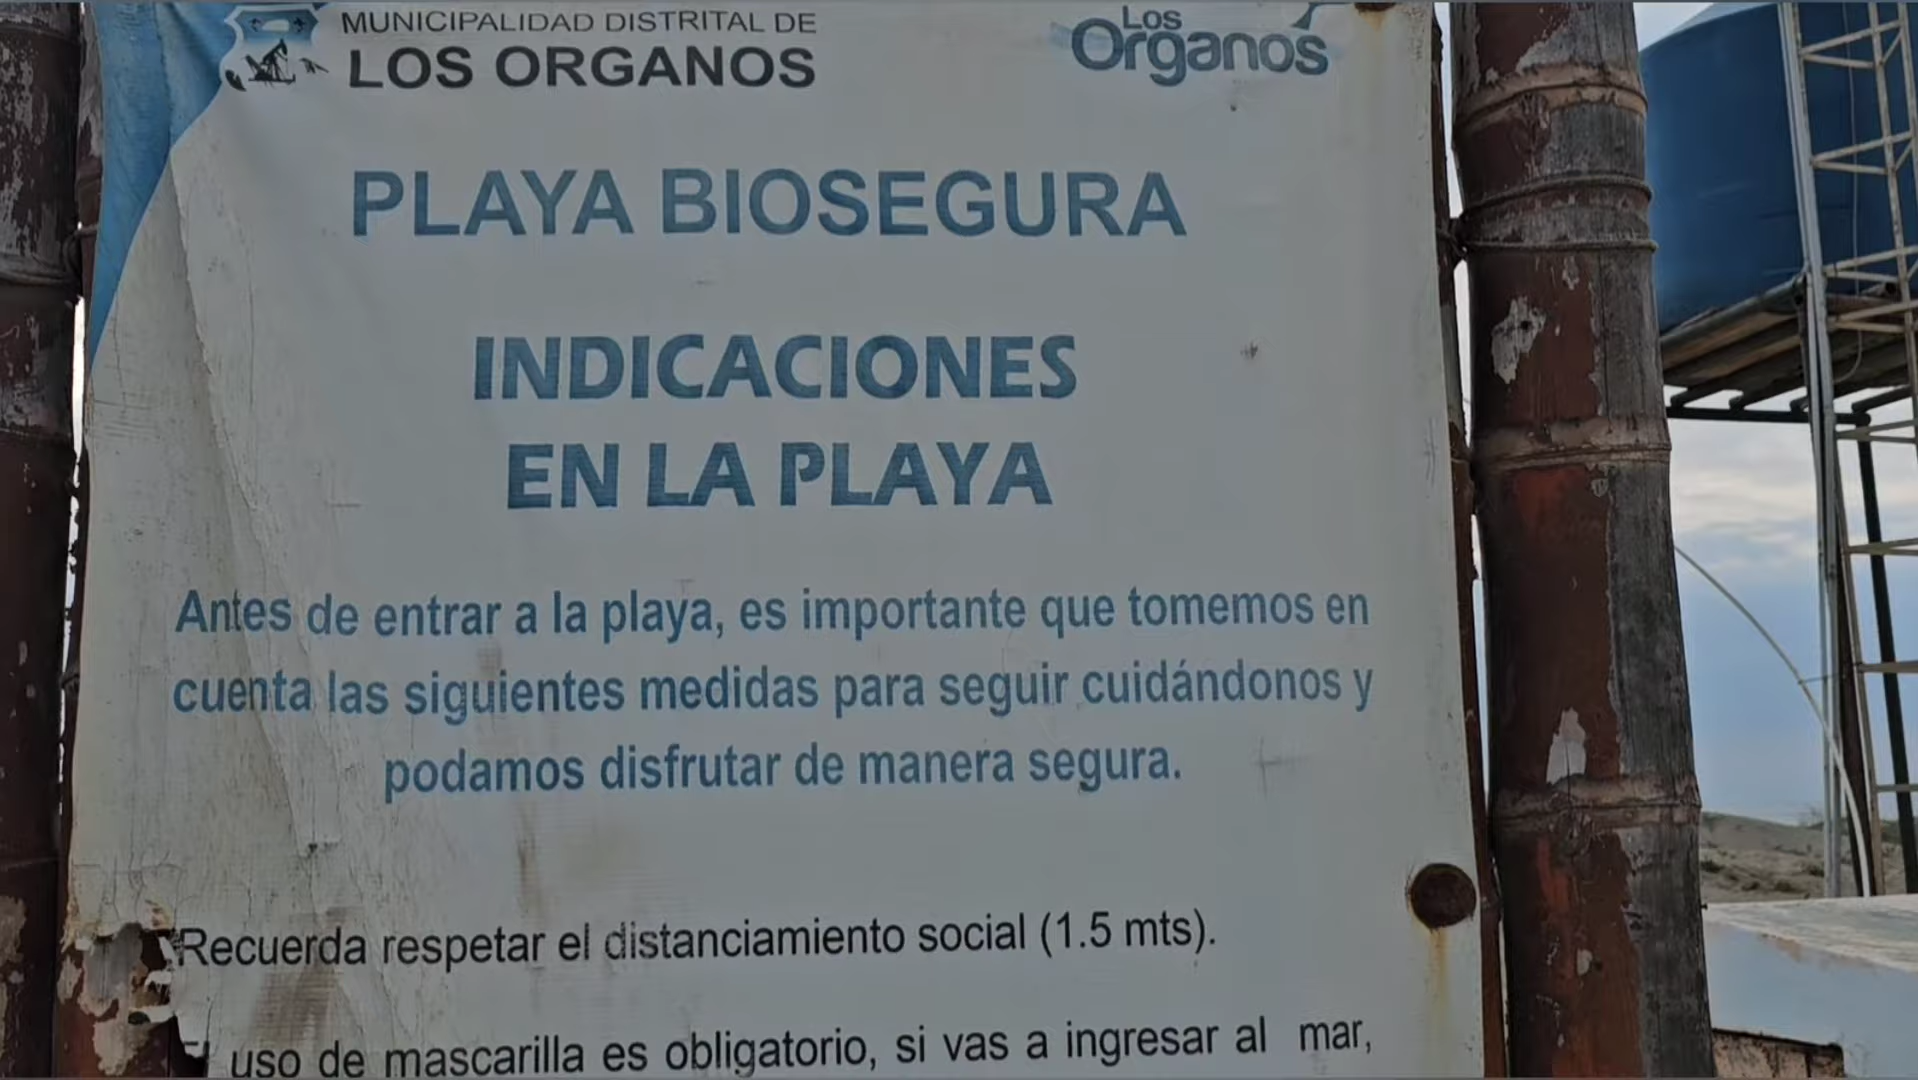 MUNICIPALIDAD DISTRITAL DE
LOS ORGANOS
Los
Organos
PLAYA BIOSEGURA
INDICACIONES
EN LA PLAYA
Antes de entrar a la playa, es importante que tomemos en
cuenta las siguientes medidas para seguir cuidándonos y
podamos disfrutar de manera segura.
Recuerda respetar el distanciamiento social (1.5 mts).
uso de mascarilla es obligatorio, si vas a ingresar al mar,